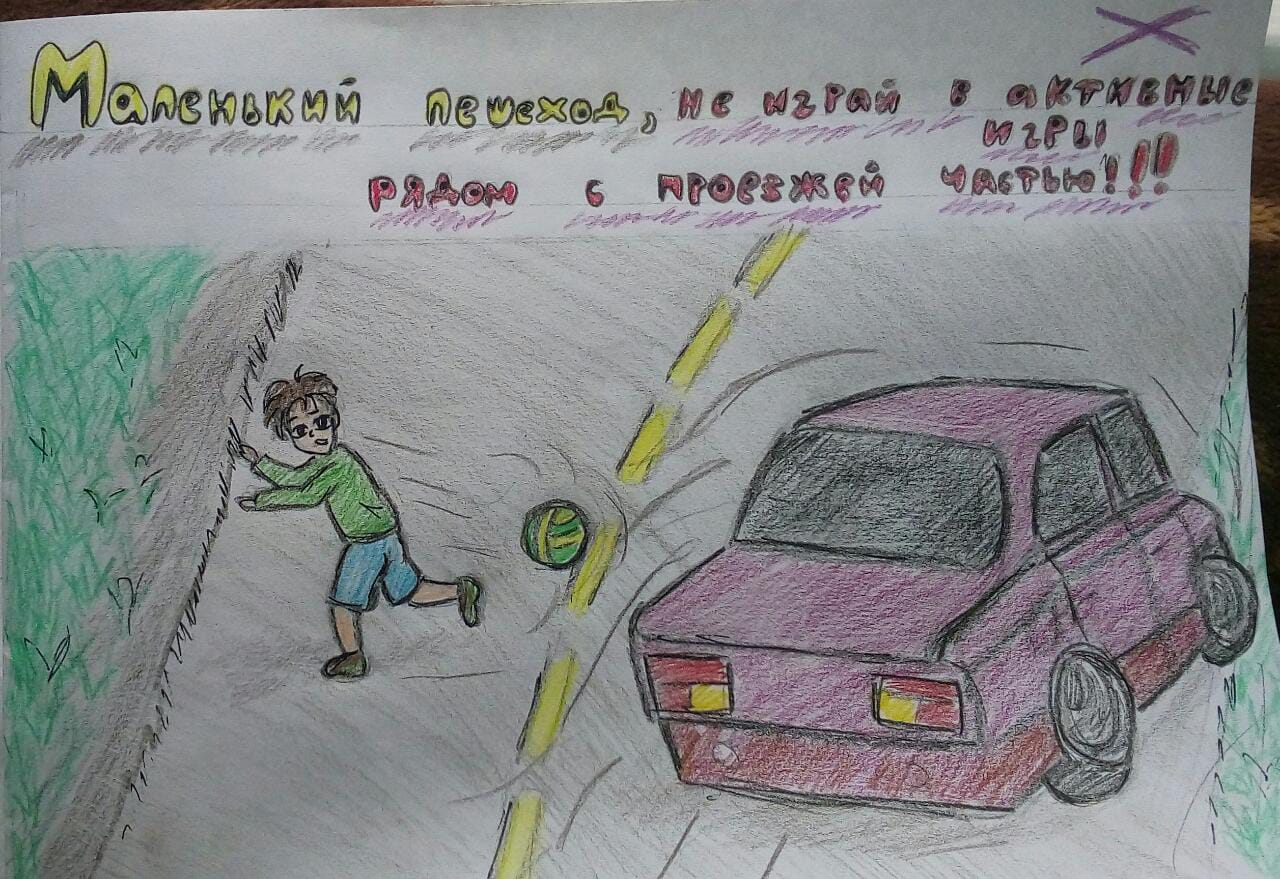 Маленький пешеход, не играй в активные
игры
рядом с проезжей частью!!!